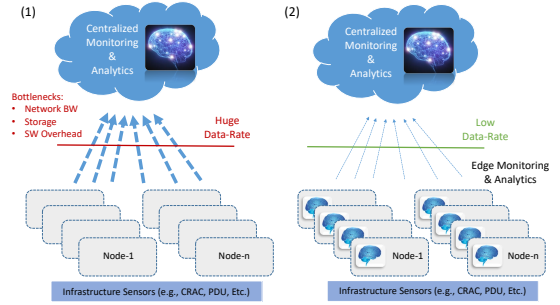 (1)
Centralized
Monitoring
&
Analytics
Bottlenecks:
• Network BW
• Storage
• SW Overhead
Huge
Data-Rate
Node-1
Node-n
Infrastructure Sensors (e.g., CRAC, PDU, Etc.)
(2)
Centralized
Monitoring
&
Analytics
Low
Data-Rate
Edge Monitoring
& Analytics
Node-1
Node-n
Infrastructure Sensors (e.g., CRAC, PDU, Etc.)